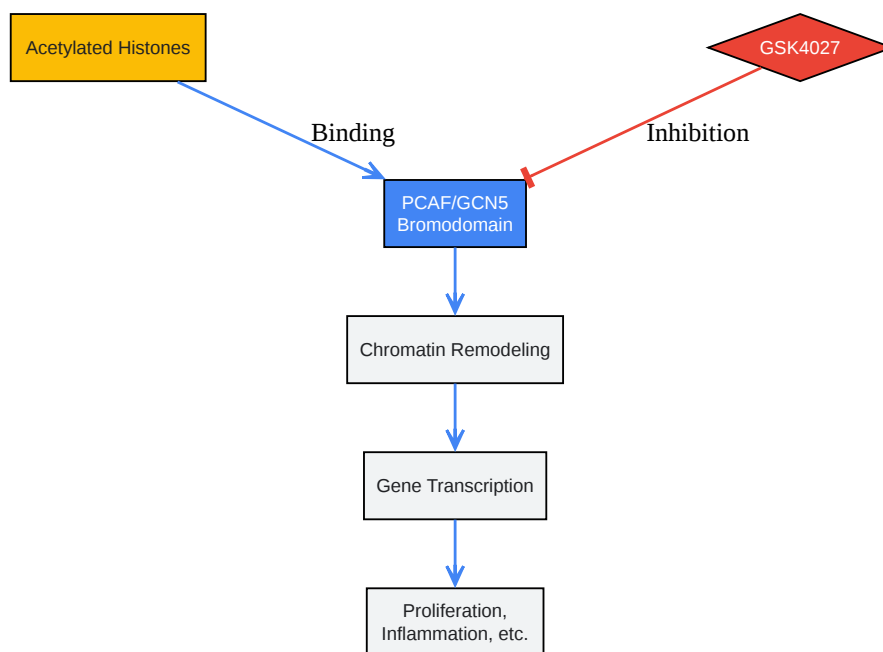 Acetylated Histones
GSK4027
Binding
Inhibition
PCAF/GCN5
Bromodomain
Chromatin Remodeling
Gene Transcription
Proliferation,
Inflammation, etc.